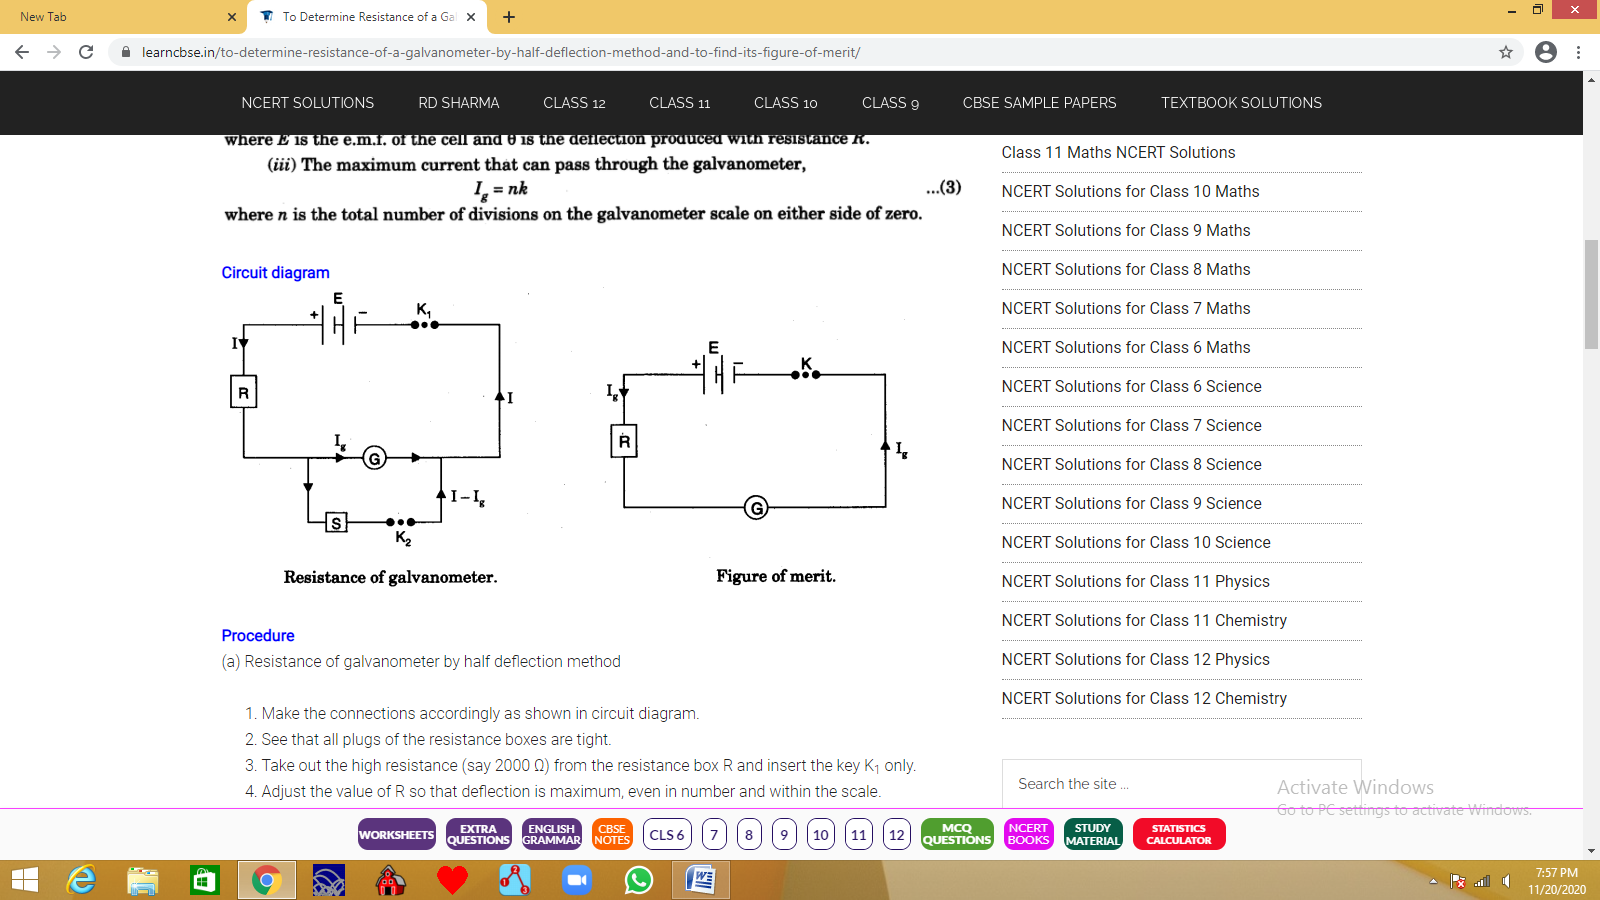 New Tab
To Determine Resistance of a Gal
learncbse.in/to-determine-resistance-of-a-galvanometer-by-half-deflection-method-and-to-find-its-figure-of-merit/
NCERT SOLUTIONS RD SHARMA CLASS 12 CLASS 11 CLASS 10 CLASS 9 CBSE SAMPLE PAPERS TEXTBOOK SOLUTIONS
where E is the e.m.f. of the cell and θ is the deflection produced with resistance R.
(iii) The maximum current that can pass through the galvanometer,
I_g = nk ...(3)
where n is the total number of divisions on the galvanometer scale on either side of zero.
Circuit diagram
E
+ −
K₁
I
R
I
I_g
G
I – I_g
S
K₂
Resistance of galvanometer.
E
+ −
K
I_g
R
I_g
G
Figure of merit.
Procedure
(a) Resistance of galvanometer by half deflection method
1. Make the connections accordingly as shown in circuit diagram.
2. See that all plugs of the resistance boxes are tight.
3. Take out the high resistance (say 2000 Ω) from the resistance box R and insert the key K₁ only.
4. Adjust the value of R so that deflection is maximum, even in number and within the scale.
Class 11 Maths NCERT Solutions
NCERT Solutions for Class 10 Maths
NCERT Solutions for Class 9 Maths
NCERT Solutions for Class 8 Maths
NCERT Solutions for Class 7 Maths
NCERT Solutions for Class 6 Maths
NCERT Solutions for Class 6 Science
NCERT Solutions for Class 7 Science
NCERT Solutions for Class 8 Science
NCERT Solutions for Class 9 Science
NCERT Solutions for Class 10 Science
NCERT Solutions for Class 11 Physics
NCERT Solutions for Class 11 Chemistry
NCERT Solutions for Class 12 Physics
NCERT Solutions for Class 12 Chemistry
Search the site ...
Activate Windows
Go to PC settings to activate Windows.
WORKSHEETS
EXTRA
QUESTIONS
ENGLISH
GRAMMAR
CBSE
NOTES
CLS 6
7
8
9
10
11
12
MCQ
QUESTIONS
NCERT
BOOKS
STUDY
MATERIAL
STATISTICS
CALCULATOR
7:57 PM
11/20/2020